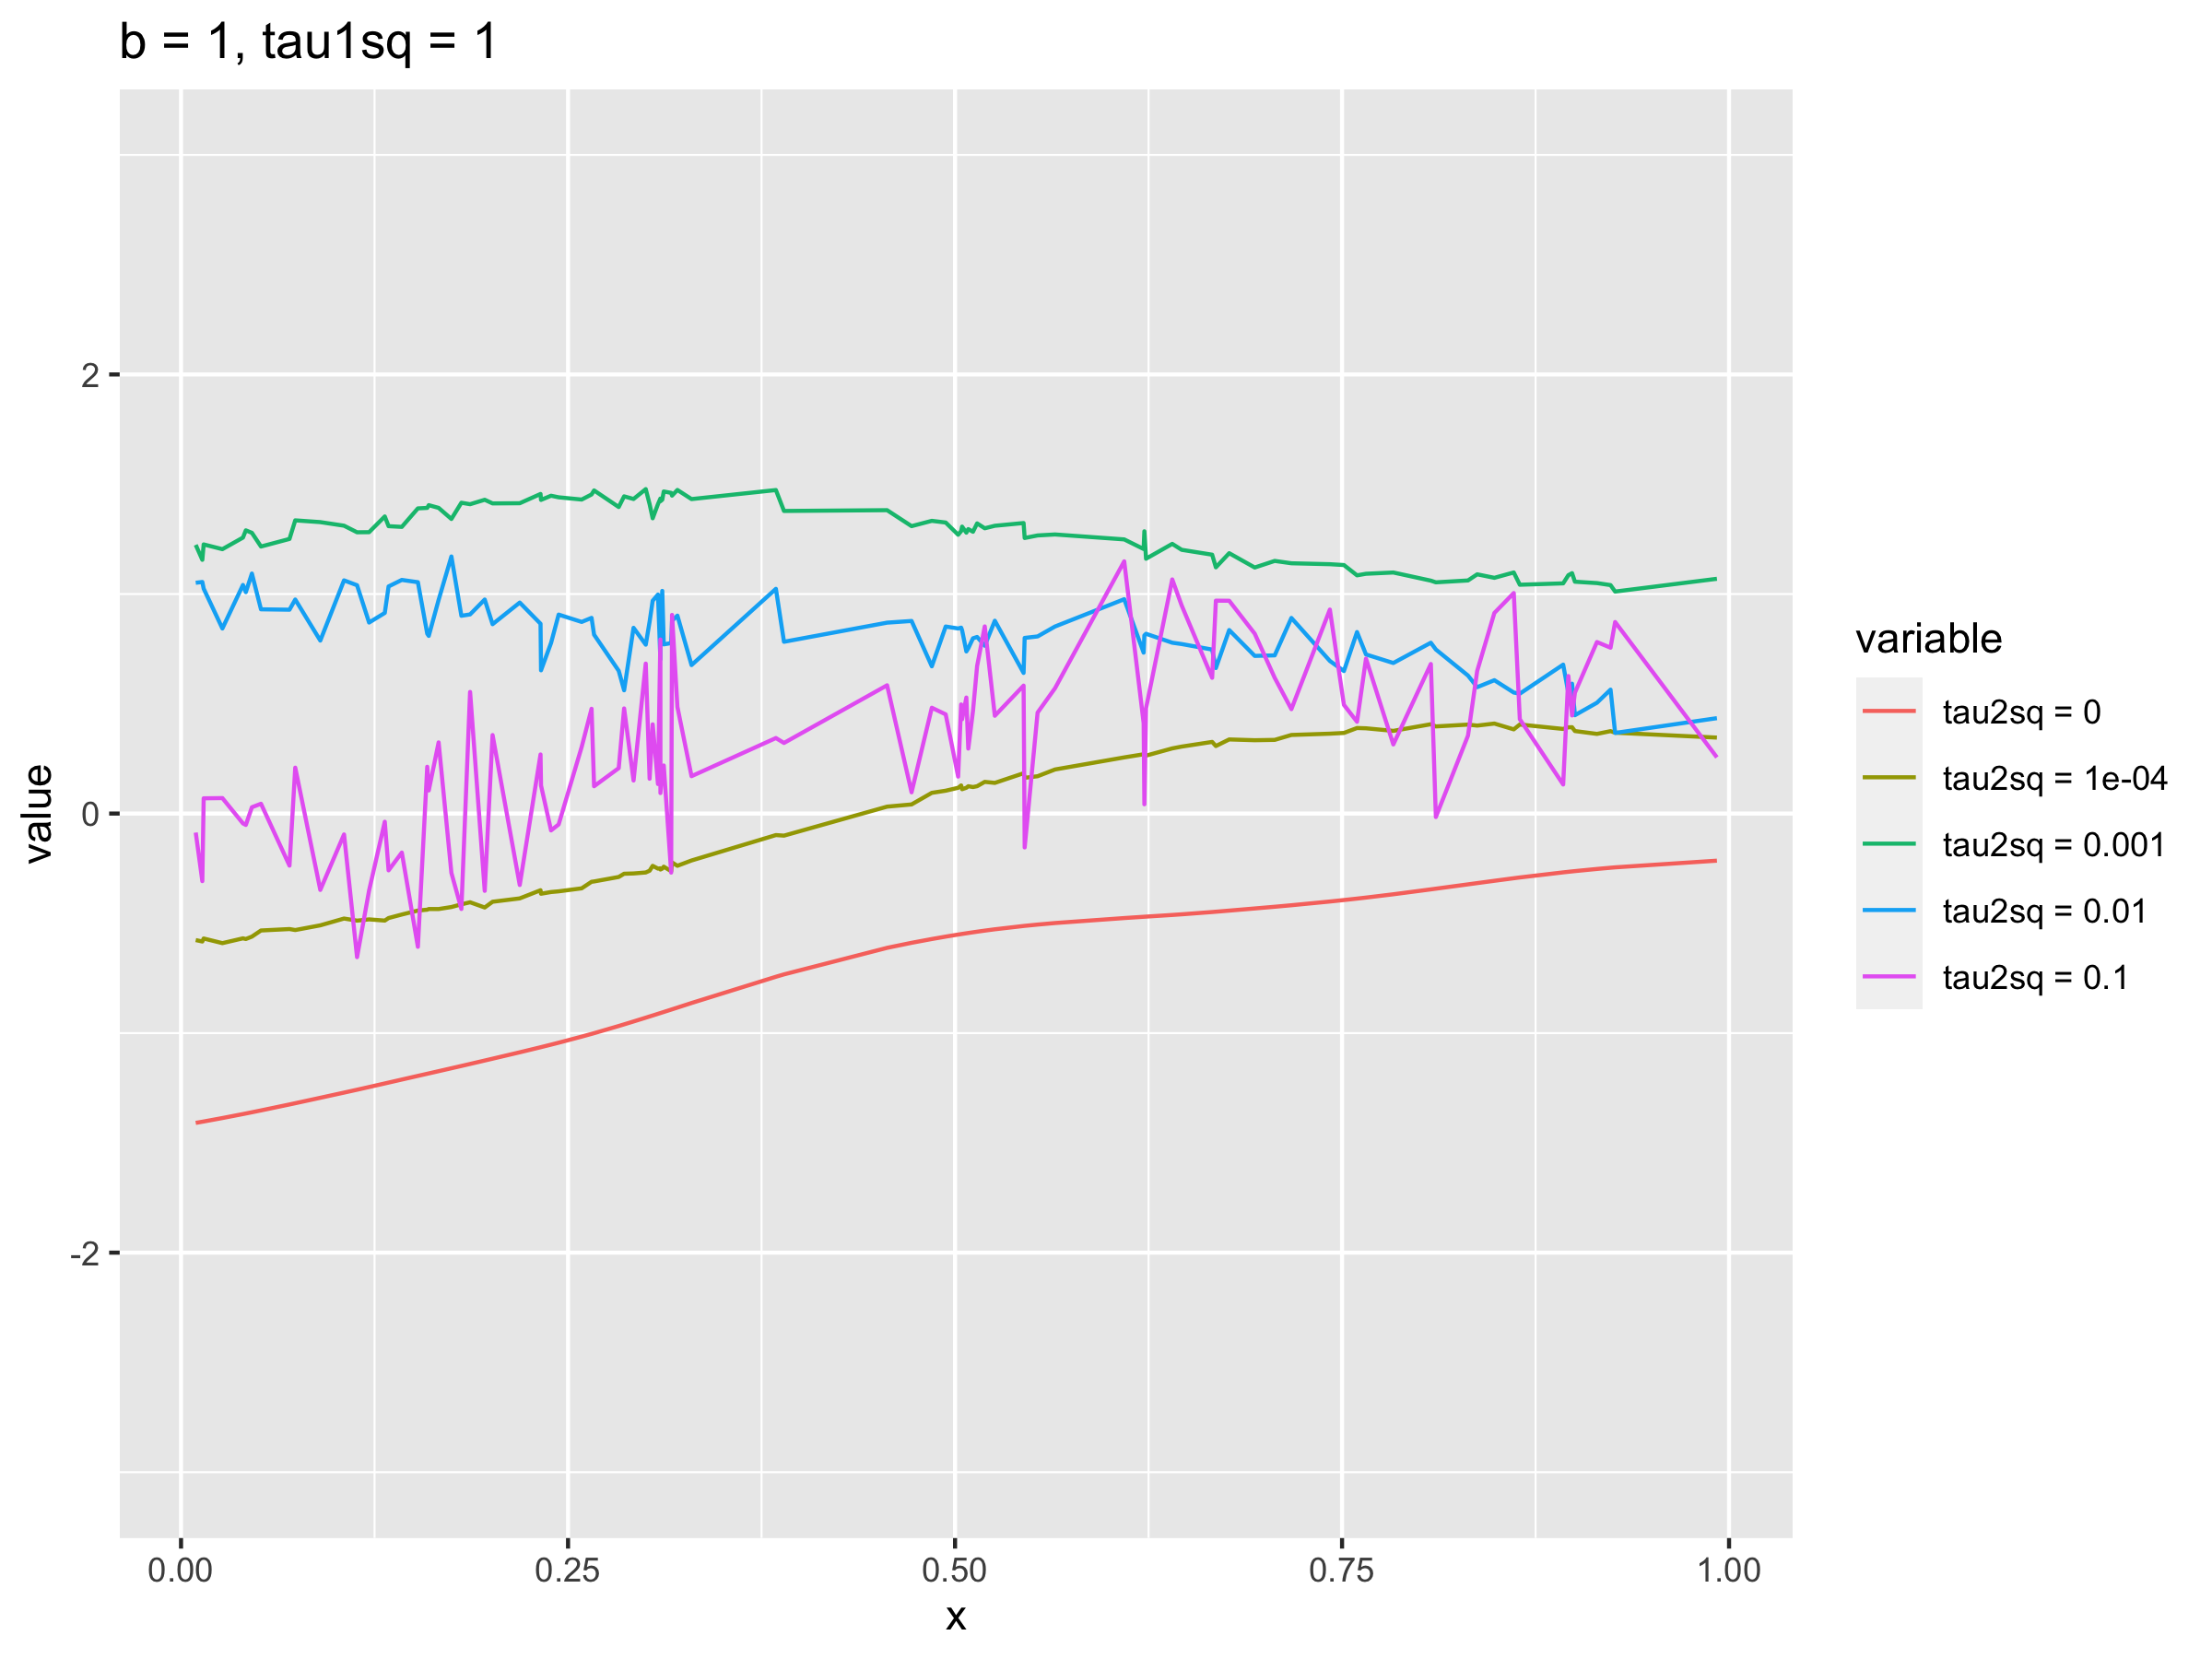 b = 1, tau1sq = 1
value
2
0
-2
0.00 0.25 0.50 0.75 1.00
x
variable
tau2sq = 0
tau2sq = 1e-04
tau2sq = 0.001
tau2sq = 0.01
tau2sq = 0.1